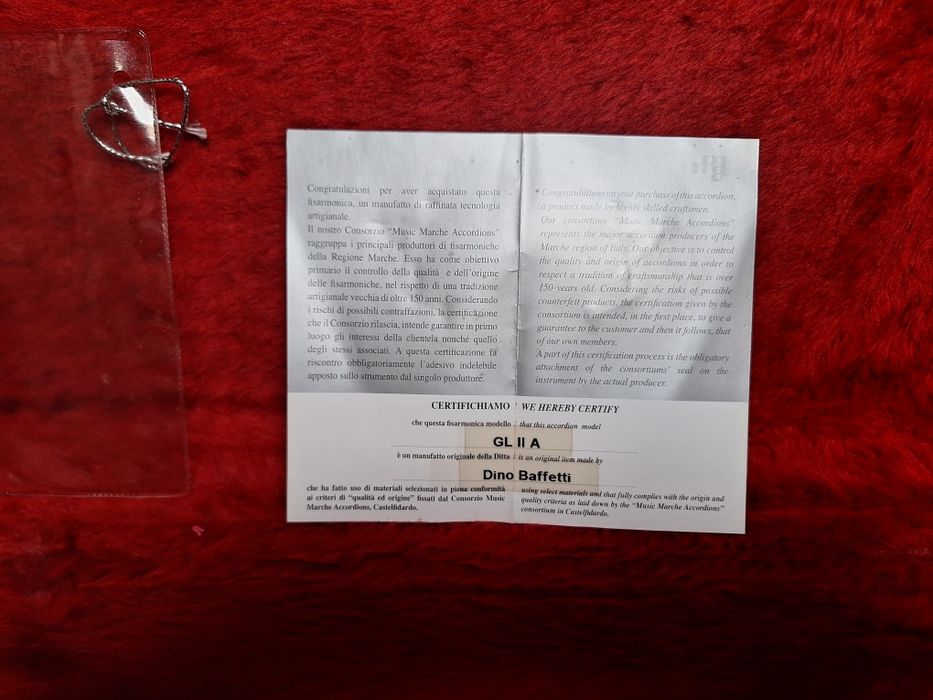 Congratulazioni per aver acquistato questa
fisarmonica, un manufatto di raffinata tecnologia
artigianale.
Il nostro Consorzio “Music Marche Accordions”
raggruppa i principali produttori di fisarmoniche
della Regione Marche. Esso ha come obiettivo
primario il controllo della qualità e dell'origine
delle fisarmoniche, nel rispetto di una tradizione
artigianale vecchia di oltre 150 anni. Considerando
i rischi di possibili contraffazioni, la certificazione
che il Consorzio rilascia, intende garantire in primo
luogo gli interessi della clientela nonché quello
degli stessi associati. A questa certificazione fa
riscontro obbligatoriamente l'adesivo indelebile
apposto sullo strumento dal singolo produttore.
Congratulations on your purchase of this accordion,
a product made by highly skilled craftsmen.
Our consortium “Music Marche Accordions”
represents the major accordion producers of the
Marche region of Italy. Our objective is to control
the quality and origin of accordions in order to
respect a tradition of craftsmanship that is over
150 years old. Considering the risks of possible
counterfeit products, the certification given by the
consortium is intended, in the first place, to give a
guarantee to the customer and then it follows, that
of our own members.
A part of this certification process is the obligatory
attachment of the consortiums' seal on the
instrument by the actual producer.
CERTIFICHIAMO / WE HEREBY CERTIFY
che questa fisarmonica modello / that this accordion model
GL II A
è un manufatto originale della Ditta / is an original item made by
Dino Baffetti
che ha fatto uso di materiali selezionati in piena conformità
ai criteri di “qualità ed origine” fissati dal Consorzio Music
Marche Accordions, Castelfidardo.
using select materials and that fully complies with the origin and
quality criteria as laid down by the “Music Marche Accordions”
consortium in Castelfidardo.